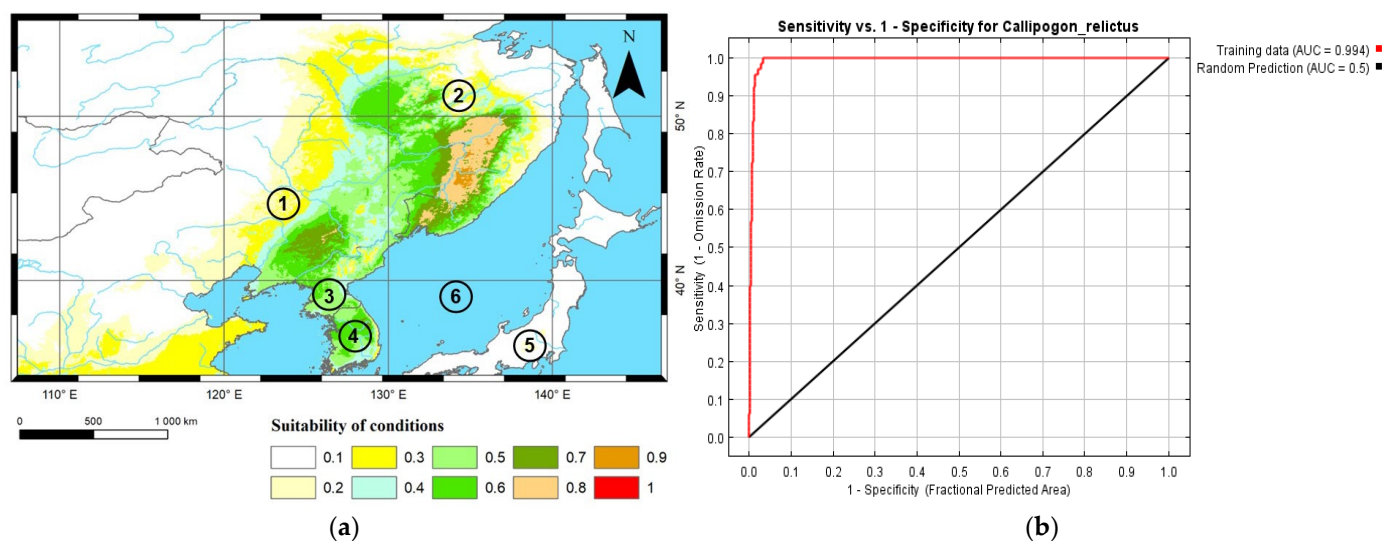 N
1
2
3
4
5
6
50° N
40° N
110° E 120° E 130° E 140° E
0 500 1 000 km
Suitability of conditions
0.1 0.3 0.5 0.7 0.9
0.2 0.4 0.6 0.8 1
(a)
Sensitivity vs. 1 - Specificity for Callipogon_relictus
Training data (AUC = 0.994)
Random Prediction (AUC = 0.5)
Sensitivity (1 - Omission Rate)
1.0
0.9
0.8
0.7
0.6
0.5
0.4
0.3
0.2
0.1
0.0
0.0 0.1 0.2 0.3 0.4 0.5 0.6 0.7 0.8 0.9 1.0
1 - Specificity (Fractional Predicted Area)
(b)